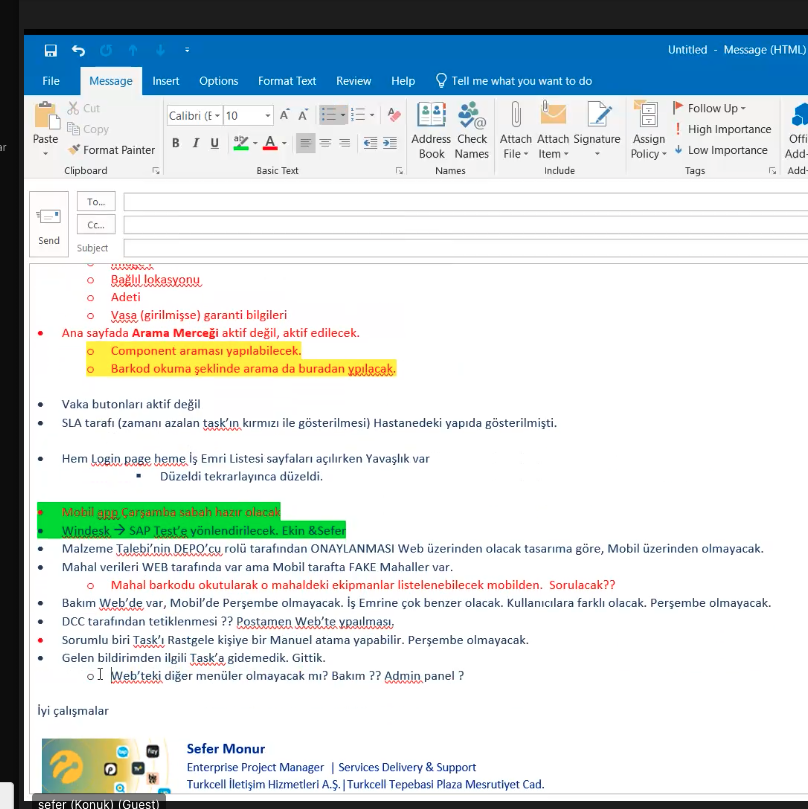 Untitled - Message (HTML)
File Message Insert Options Format Text Review Help Tell me what you want to do
Paste
Cut
Copy
Format Painter
Clipboard
Calibri (E 10
B I U
Basic Text
Address Book
Check Names
Names
Attach File
Attach Item
Signature
Include
Assign Policy
Follow Up
High Importance
Low Importance
Tags
Send
To...
Cc...
Subject
Bağlıl lokasyonu
Adeti
Vasa (girilmişse) garanti bilgileri
Ana sayfada Arama Merceği aktif değil, aktif edilecek.
Component araması yapılabilecek.
Barkod okuma şeklinde arama da buradan ypılacak.
Vaka butonları aktif değil
SLA tarafı (zamanı azalan task'ın kırmızı ile gösterilmesi) Hastanedeki yapıda gösterilmişti.
Hem Login page heme İş Emri Listesi sayfaları açılırken Yavaşlık var
Düzeldi tekrarlayınca düzeldi.
Mobil app Çarşamba sabah hazır olacak
Windesk → SAP Test'e yönlendirilecek. Ekin &Sefer
Malzeme Talebi'nin DEPO'cu rolü tarafından ONAYLANMASI Web üzerinden olacak tasarıma göre, Mobil üzerinden olmayacak.
Mahal verileri WEB tarafında var ama Mobil tarafta FAKE Mahaller var.
Mahal barkodu okutularak o mahaldeki ekipmanlar listelenebilecek mobilden. Sorulacak??
Bakım Web'de var, Mobil'de Perşembe olmayacak. İş Emrine çok benzer olacak. Kullanıcılara farklı olacak. Perşembe olmayacak.
DCC tarafından tetiklenmesi ?? Postamen Web'te ypaılması.
Sorumlu biri Task'ı Rastgele kişiye bir Manuel atama yapabilir. Perşembe olmayacak.
Gelen bildirimden ilgili Task'a gidemedik. Gittik.
Web'teki diğer menüler olmayacak mı? Bakım ?? Admin panel ?
İyi çalışmalar
Sefer Monur
Enterprise Project Manager | Services Delivery & Support
Turkcell İletişim Hizmetleri A.Ş.|Turkcell Tepebasi Plaza Mesrutiyet Cad.
sefer (Konuk) (Guest)